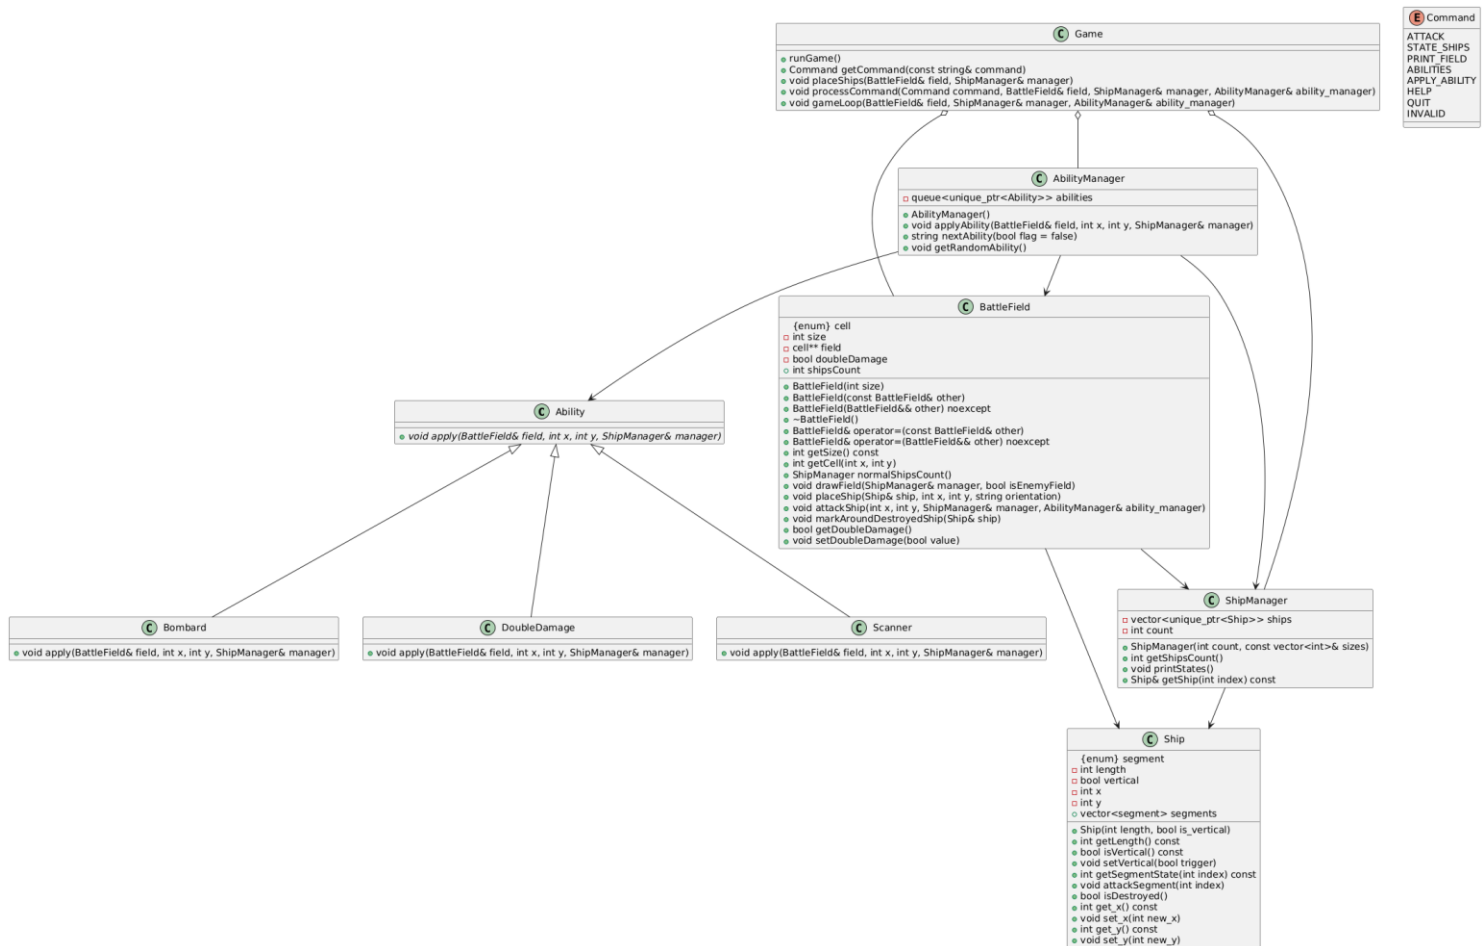 C Game
runGame()
Command getCommand(const string& command)
void placeShips(BattleField& field, ShipManager& manager)
void processCommand(Command command, BattleField& field, ShipManager& manager, AbilityManager& ability_manager)
void gameLoop(BattleField& field, ShipManager& manager, AbilityManager& ability_manager)
E Command
ATTACK
STATE_SHIPS
PRINT_FIELD
ABILITIES
APPLY_ABILITY
HELP
QUIT
INVALID
C AbilityManager
queue<unique_ptr<Ability>> abilities
AbilityManager()
void applyAbility(BattleField& field, int x, int y, ShipManager& manager)
string nextAbility(bool flag = false)
void getRandomAbility()
C BattleField
{enum} cell
int size
cell** field
bool doubleDamage
int shipsCount
BattleField(int size)
BattleField(const BattleField& other)
BattleField(BattleField&& other) noexcept
~BattleField()
BattleField& operator=(const BattleField& other)
BattleField& operator=(BattleField&& other) noexcept
int getSize() const
int getCell(int x, int y)
ShipManager normalShipsCount()
void drawField(ShipManager& manager, bool isEnemyField)
void placeShip(Ship& ship, int x, int y, string orientation)
void attackShip(int x, int y, ShipManager& manager, AbilityManager& ability_manager)
void markAroundDestroyedShip(Ship& ship)
bool getDoubleDamage()
void setDoubleDamage(bool value)
C Ability
void apply(BattleField& field, int x, int y, ShipManager& manager)
C Bombard
void apply(BattleField& field, int x, int y, ShipManager& manager)
C DoubleDamage
void apply(BattleField& field, int x, int y, ShipManager& manager)
C Scanner
void apply(BattleField& field, int x, int y, ShipManager& manager)
C ShipManager
vector<unique_ptr<Ship>> ships
int count
ShipManager(int count, const vector<int>& sizes)
int getShipsCount()
void printStates()
Ship& getShip(int index) const
C Ship
{enum} segment
int length
bool vertical
int x
int y
vector<segment> segments
Ship(int length, bool is_vertical)
int getLength() const
bool isVertical() const
void setVertical(bool trigger)
int getSegmentState(int index) const
void attackSegment(int index)
bool isDestroyed()
int get_x() const
void set_x(int new_x)
int get_y() const
void set_y(int new_y)